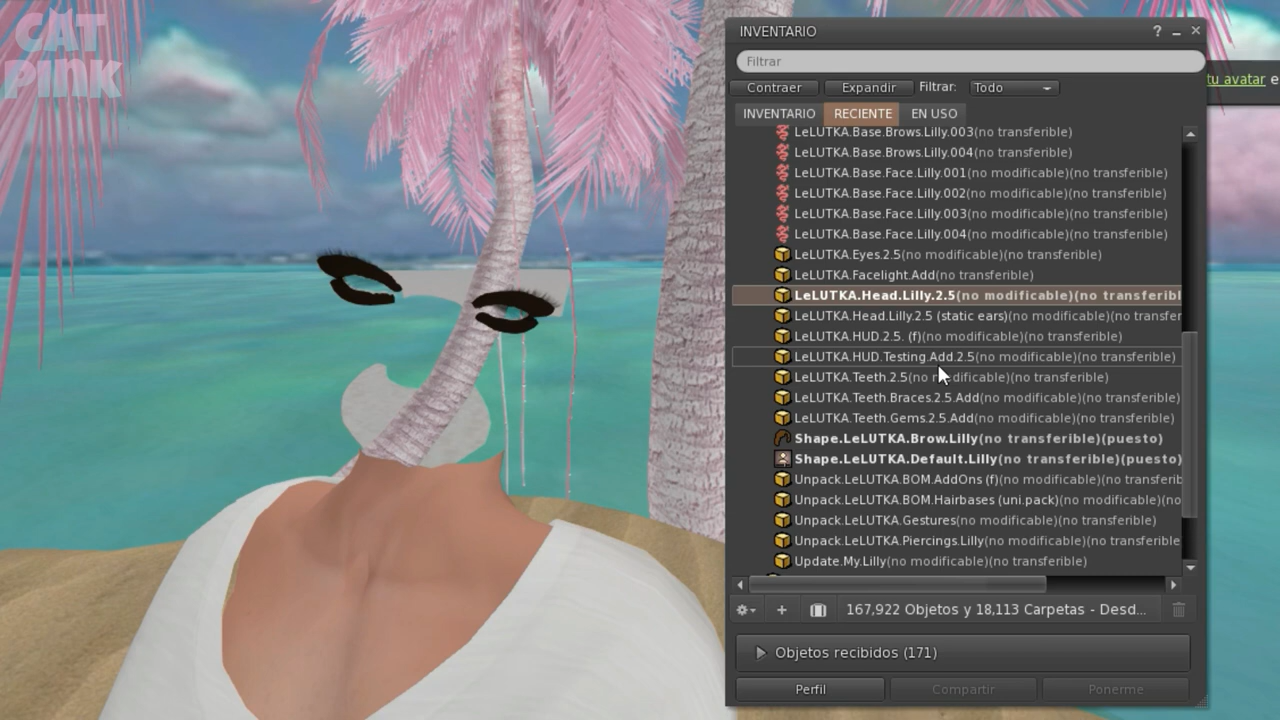 CAT
PINK
INVENTARIO
?
Filtrar
Contraer Expandir Filtrar: Todo
tu avatar e
INVENTARIO RECIENTE EN USO
LeLUTKA.Base.Brows.Lilly.003(no transferible)
LeLUTKA.Base.Brows.Lilly.004(no transferible)
LeLUTKA.Base.Face.Lilly.001(no modificable)(no transferible)
LeLUTKA.Base.Face.Lilly.002(no modificable)(no transferible)
LeLUTKA.Base.Face.Lilly.003(no modificable)(no transferible)
LeLUTKA.Base.Face.Lilly.004(no modificable)(no transferible)
LeLUTKA.Eyes.2.5(no modificable)(no transferible)
LeLUTKA.Facelight.Add(no transferible)
LeLUTKA.Head.Lilly.2.5(no modificable)(no transferibl
LeLUTKA.Head.Lilly.2.5 (static ears)(no modificable)(no transfer
LeLUTKA.HUD.2.5. (f)(no modificable)(no transferible)
LeLUTKA.HUD.Testing.Add.2.5(no modificable)(no transferible)
LeLUTKA.Teeth.2.5(no modificable)(no transferible)
LeLUTKA.Teeth.Braces.2.5.Add(no modificable)(no transferible)
LeLUTKA.Teeth.Gems.2.5.Add(no modificable)(no transferible)
Shape.LeLUTKA.Brow.Lilly(no transferible)(puesto)
Shape.LeLUTKA.Default.Lilly(no transferible)(puesto)
Unpack.LeLUTKA.BOM.AddOns (f)(no modificable)(no transferib
Unpack.LeLUTKA.BOM.Hairbases (uni.pack)(no modificable)(no
Unpack.LeLUTKA.Gestures(no modificable)(no transferible)
Unpack.LeLUTKA.Piercings.Lilly(no modificable)(no transferible
Update.My.Lilly(no modificable)(no transferible)
167,922 Objetos y 18,113 Carpetas - Desd...
Objetos recibidos (171)
Perfil Compartir Ponerme